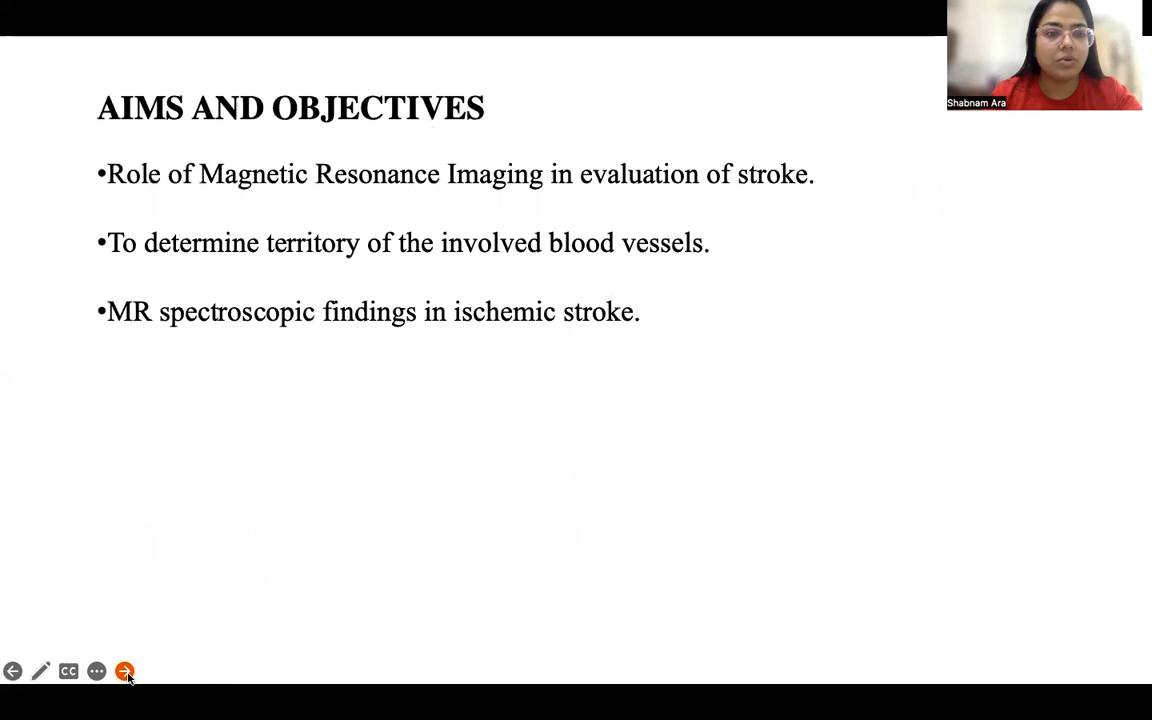 Shabnam Ara
AIMS AND OBJECTIVES
•Role of Magnetic Resonance Imaging in evaluation of stroke.
•To determine territory of the involved blood vessels.
•MR spectroscopic findings in ischemic stroke.
CC